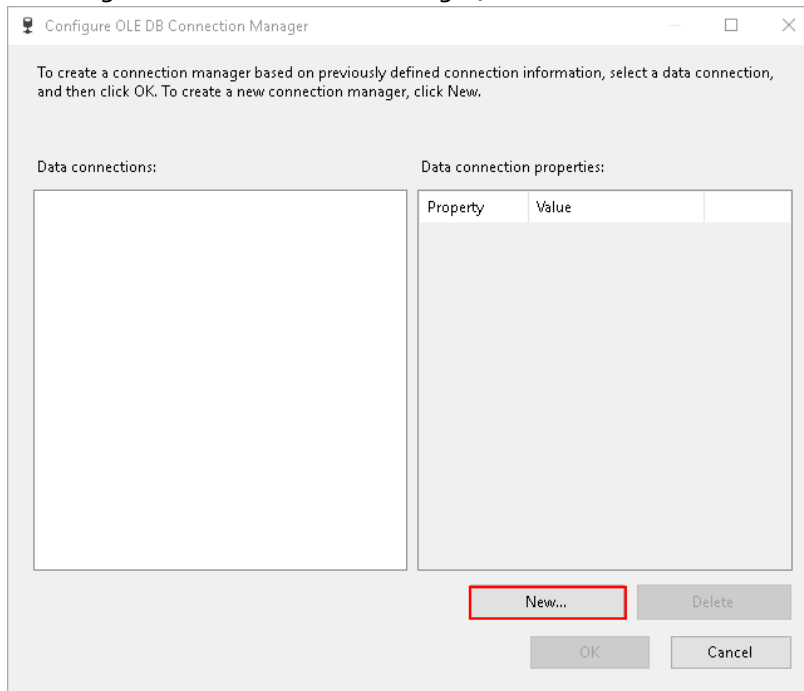 Configure OLE DB Connection Manager
To create a connection manager based on previously defined connection information, select a data connection,
and then click OK. To create a new connection manager, click New.
Data connections:
Data connection properties:
Property Value
New...
Delete
OK
Cancel